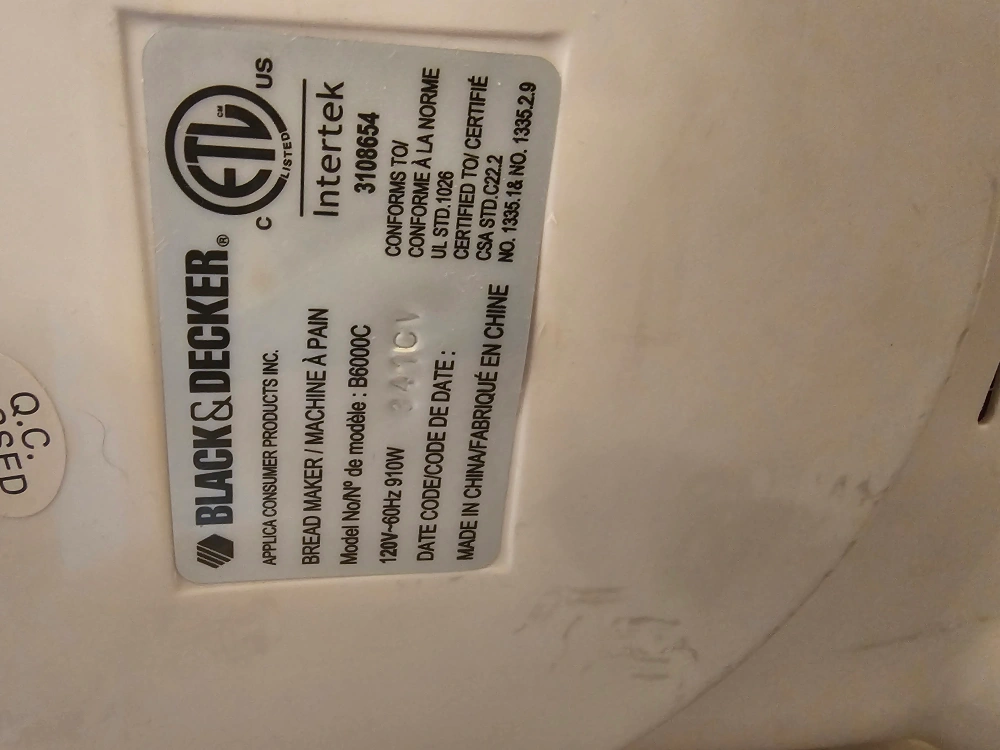 Q.C.
BLACK&DECKER®
APPLICA CONSUMER PRODUCTS INC.
BREAD MAKER / MACHINE À PAIN
Model No/Nº de modèle : B6000C
120V~60Hz 910W
DATE CODE/CODE DE DATE :
MADE IN CHINA/FABRIQUÉ EN CHINE
C ETL CM US
LISTED
Intertek
3108654
CONFORMS TO/
CONFORME À LA NORME
UL STD.1026
CERTIFIED TO/ CERTIFIÉ
CSA STD.C22.2
NO. 1335.1& NO. 1335.2.9